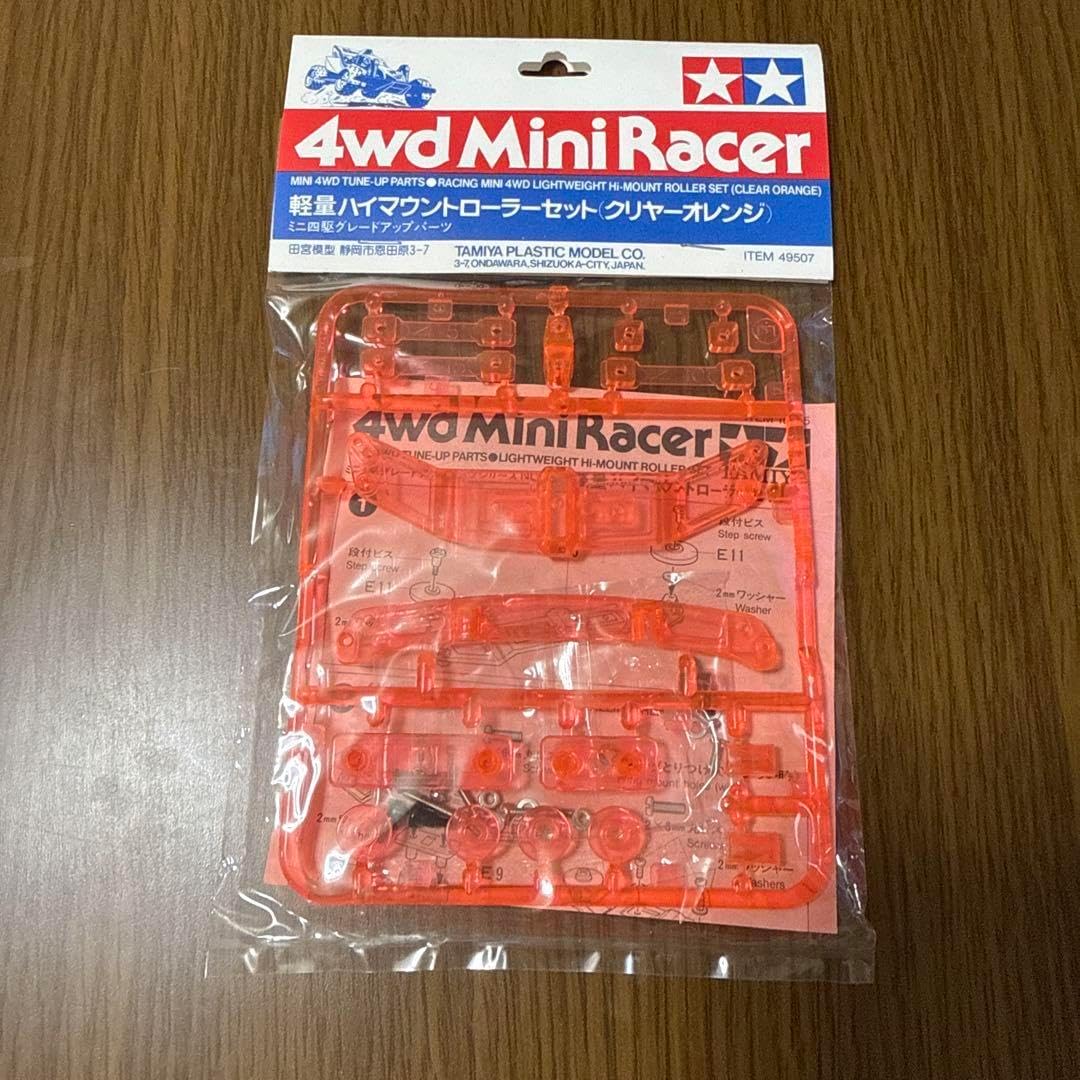 4wd Mini Racer
MINI 4WD TUNE-UP PARTS●RACING MINI 4WD LIGHTWEIGHT Hi-MOUNT ROLLER SET (CLEAR ORANGE)
軽量ハイマウントローラーセット(クリヤーオレンジ)
ミニ四駆グレードアップパーツ
田宮模型 静岡市恩田原3-7
TAMIYA PLASTIC MODEL CO.
3-7, ONDAWARA, SHIZUOKA-CITY, JAPAN.
ITEM 49507
4wd Mini Racer
TUNE-UP PARTS●LIGHTWEIGHT Hi-MOUNT ROLLER
1
段付ビス
Step screw
E11
段付ビス
Step screw
E11
2mmワッシャー
Washer
E9